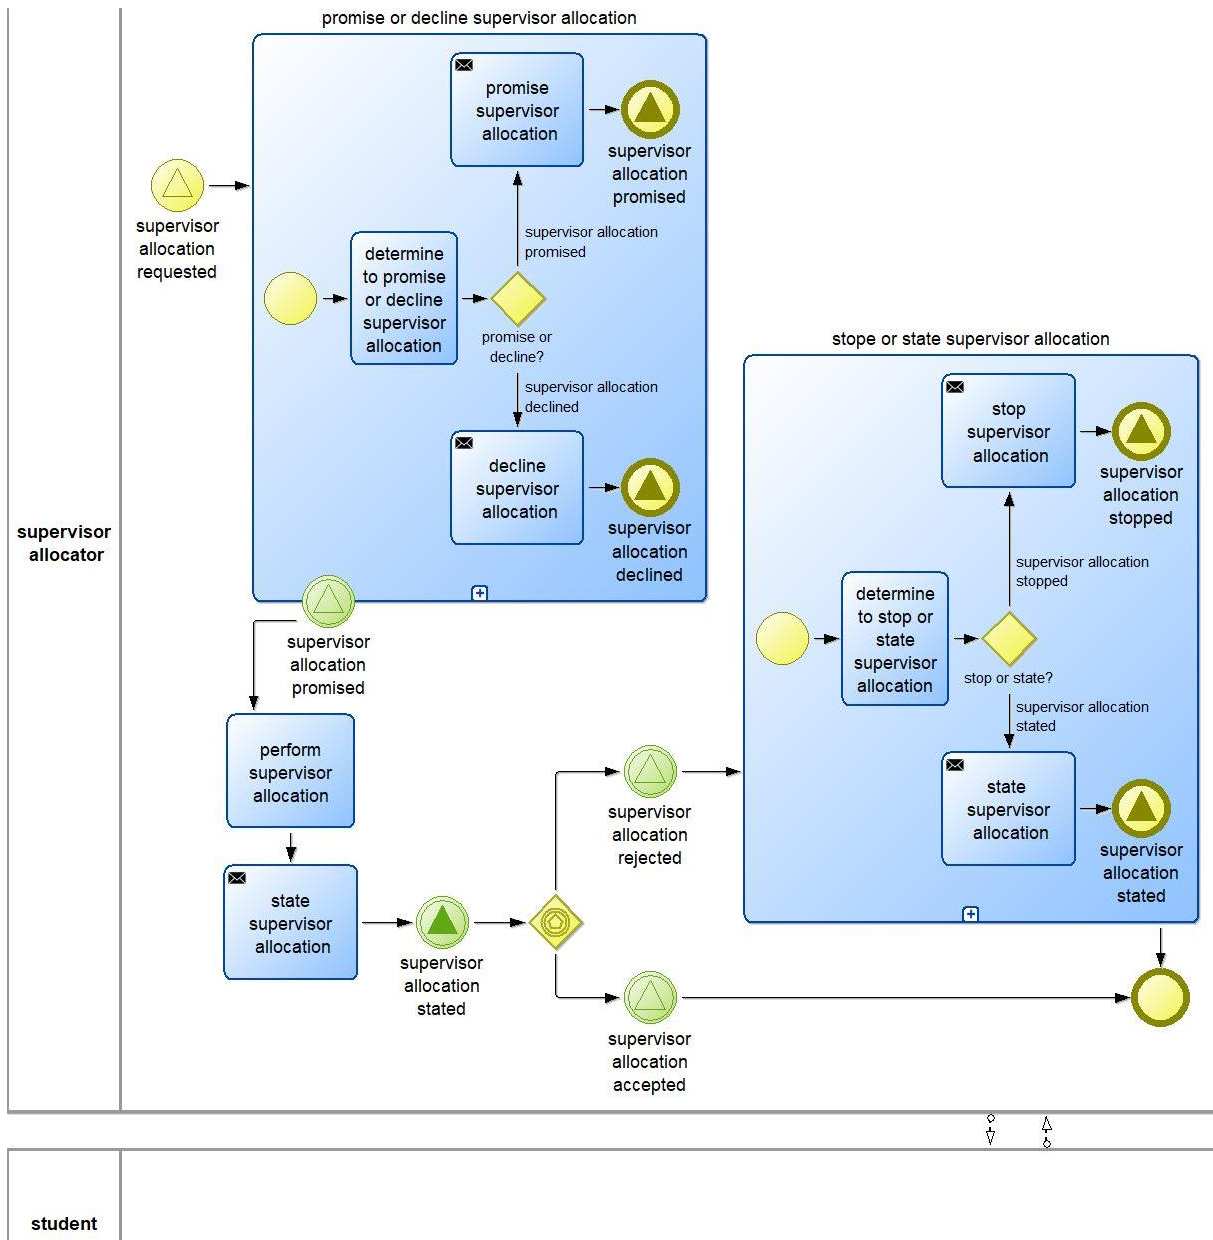 promise or decline supervisor allocation
promise
supervisor
allocation
supervisor
allocation
promised
supervisor
allocation
requested
supervisor allocation
promised
determine
to promise
or decline
supervisor
allocation
promise or
decline?
supervisor allocation
declined
decline
supervisor
allocation
supervisor
allocation
declined
stope or state supervisor allocation
stop
supervisor
allocation
supervisor
allocation
stopped
supervisor allocation
stopped
determine
to stop or
state
supervisor
allocation
stop or state?
supervisor allocation
stated
state
supervisor
allocation
supervisor
allocation
stated
supervisor
allocator
supervisor
allocation
promised
perform
supervisor
allocation
state
supervisor
allocation
supervisor
allocation
stated
supervisor
allocation
rejected
supervisor
allocation
accepted
student